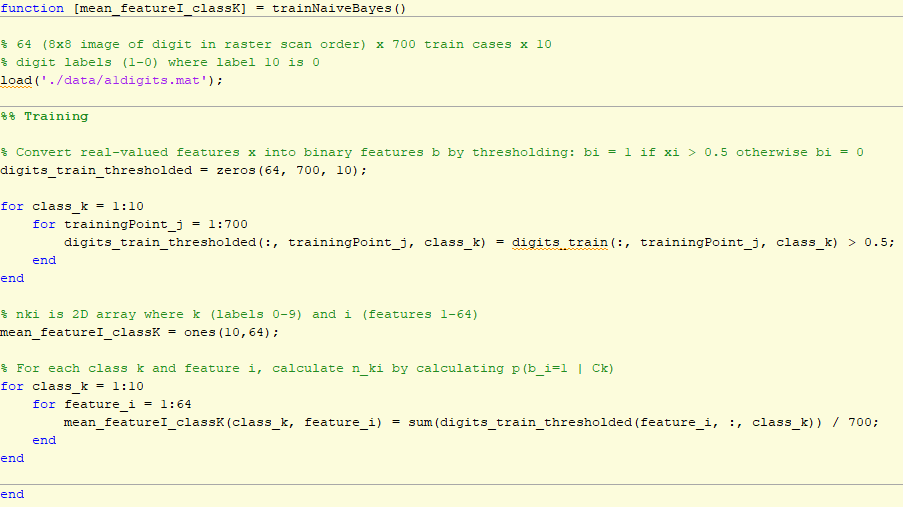 function [mean_featureI_classK] = trainNaiveBayes()
% 64 (8x8 image of digit in raster scan order) x 700 train cases x 10
% digit labels (1-0) where label 10 is 0
load('./data/a1digits.mat');
%% Training
% Convert real-valued features x into binary features b by thresholding: bi = 1 if xi > 0.5 otherwise bi = 0
digits_train_thresholded = zeros(64, 700, 10);
for class_k = 1:10
    for trainingPoint_j = 1:700
        digits_train_thresholded(:, trainingPoint_j, class_k) = digits_train(:, trainingPoint_j, class_k) > 0.5;
    end
end
% nki is 2D array where k (labels 0-9) and i (features 1-64)
mean_featureI_classK = ones(10,64);
% For each class k and feature i, calculate n_ki by calculating p(b_i=1 | Ck)
for class_k = 1:10
    for feature_i = 1:64
        mean_featureI_classK(class_k, feature_i) = sum(digits_train_thresholded(feature_i, :, class_k)) / 700;
    end
end
end